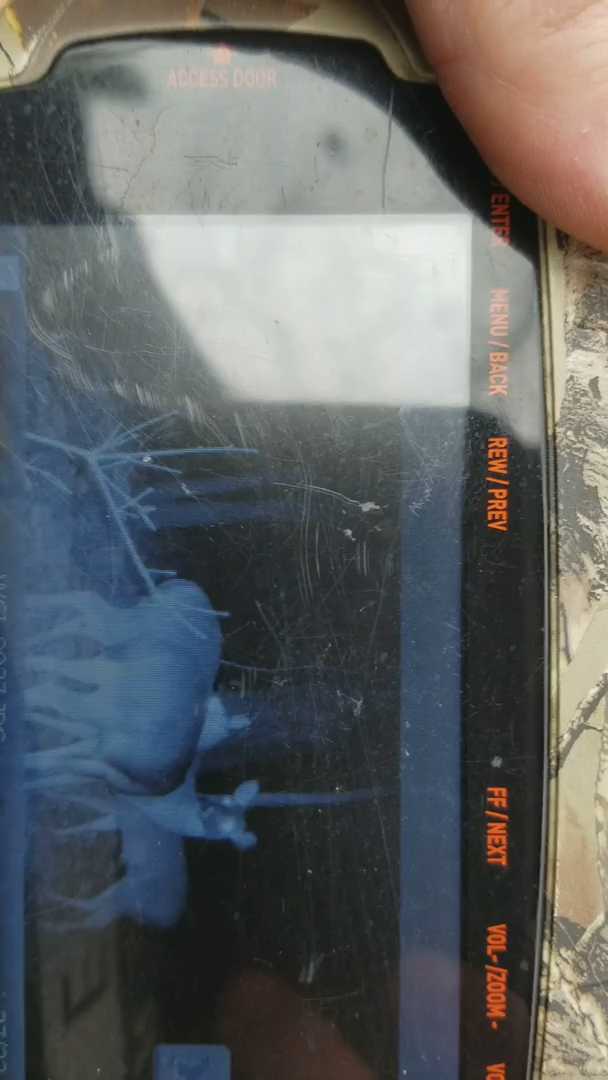 ACCESS DOOR
/ ENTER
MENU / BACK
REW / PREV
FF / NEXT
VOL- /ZOOM -